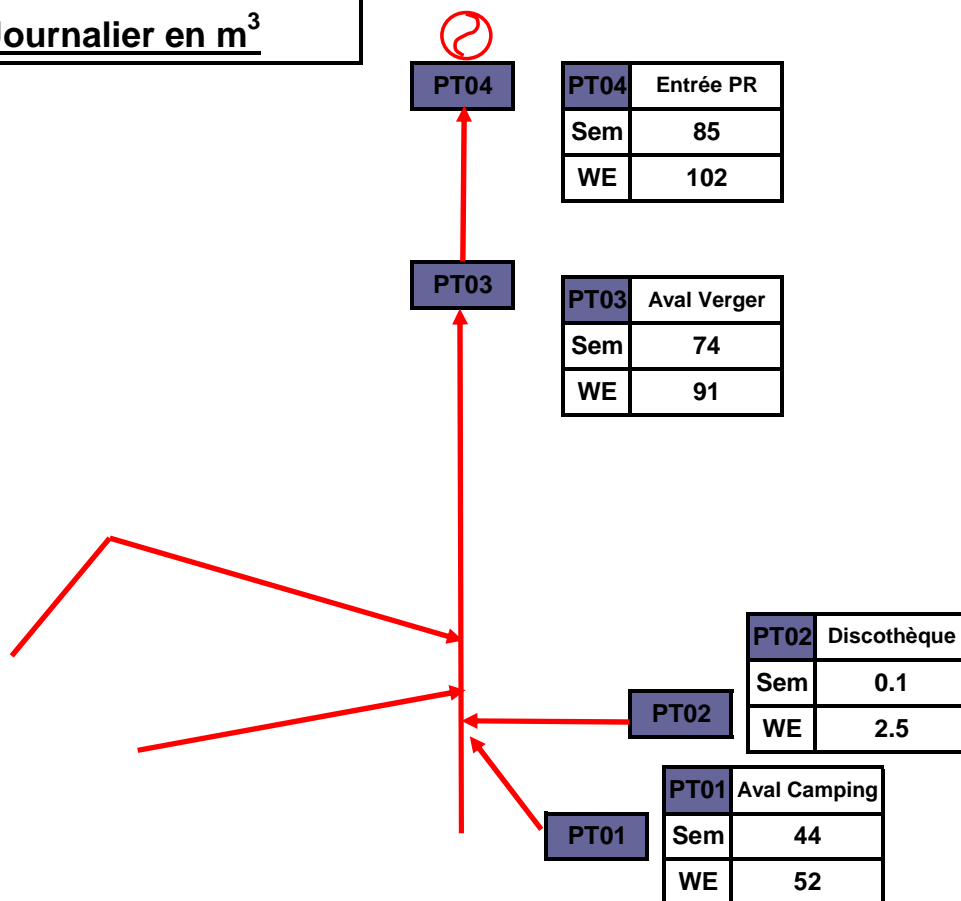 Journalier en m³
PT04
PT04 Entrée PR
Sem 85
WE 102
PT03
PT03 Aval Verger
Sem 74
WE 91
PT02
PT02 Discothèque
Sem 0.1
WE 2.5
PT01
PT01 Aval Camping
Sem 44
WE 52